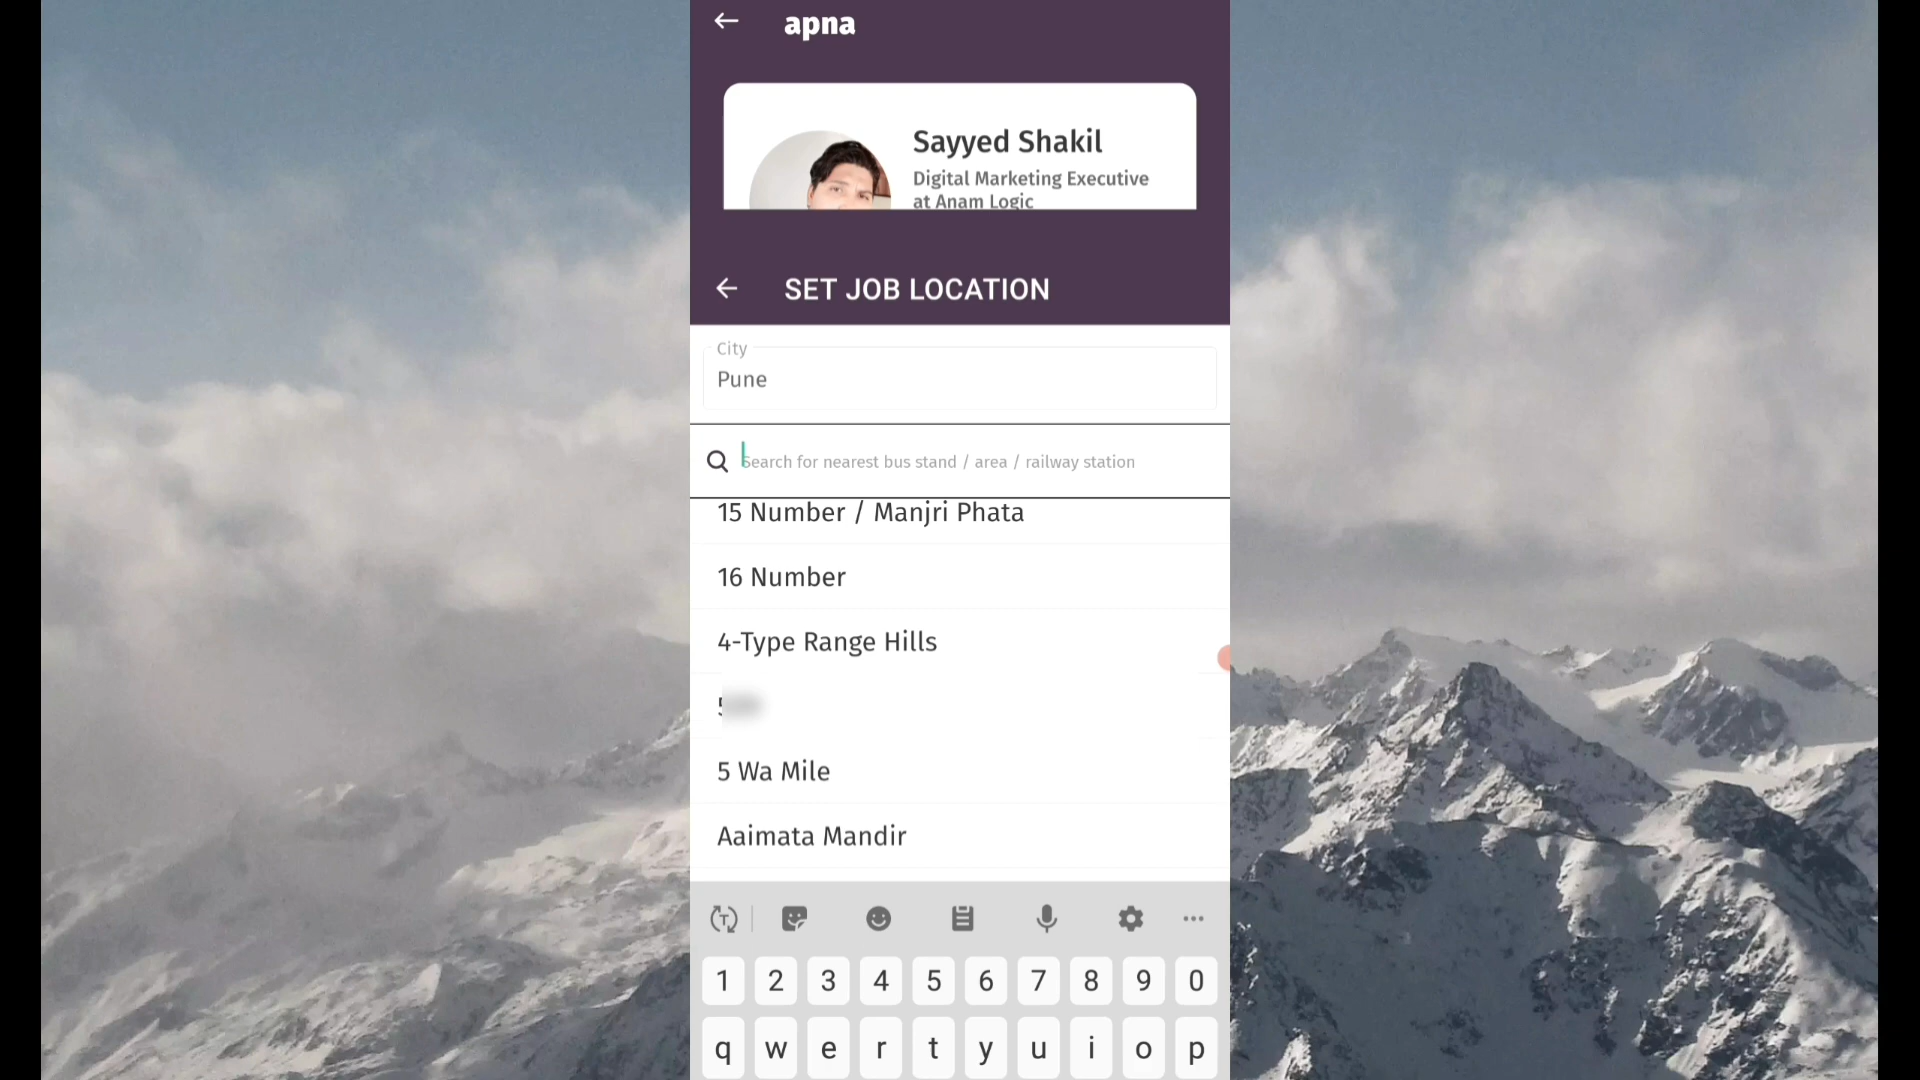 apna
Sayyed Shakil
Digital Marketing Executive
at Anam Logic
SET JOB LOCATION
City
Pune
Search for nearest bus stand / area / railway station
15 Number / Manjri Phata
16 Number
4-Type Range Hills
5 Wa Mile
Aaimata Mandir
1 2 3 4 5 6 7 8 9 0
q w e r t y u i o p